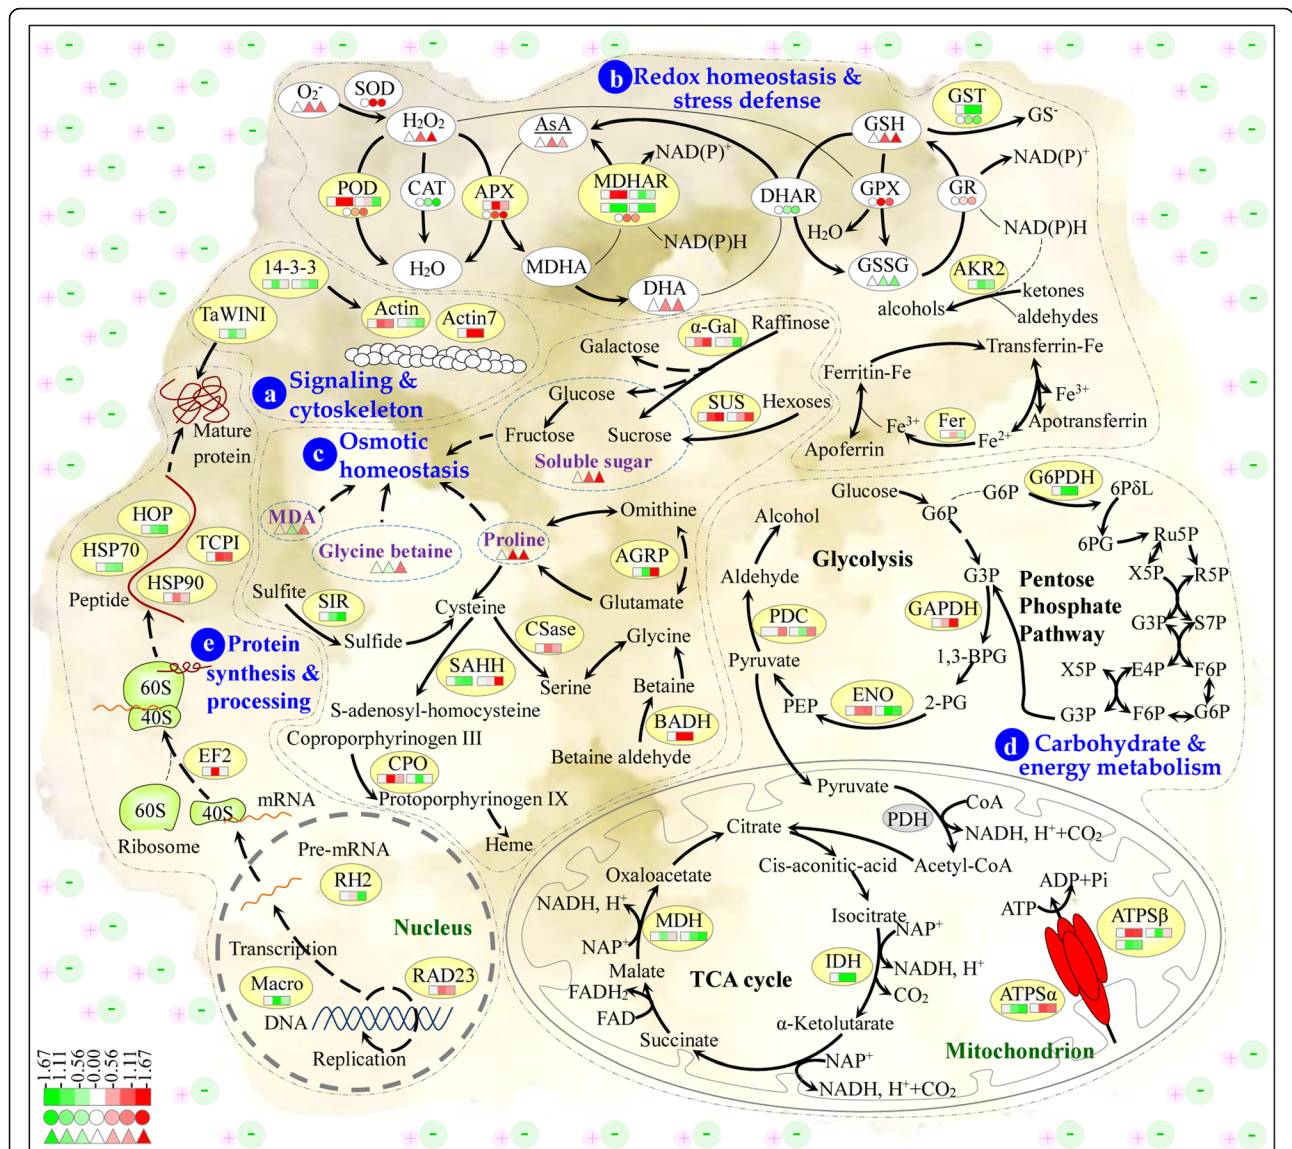 b Redox homeostasis &
stress defense
O₂⁻
SOD
H₂O₂
AsA
NAD(P)⁺
GSH
GST
GS-
NAD(P)⁺
POD
CAT
APX
MDHAR
DHAR
GPX
GR
NAD(P)H
H₂O
NAD(P)H
H₂O
MDHA
DHA
GSSG
AKR2
ketones
alcohols
aldehydes
14-3-3
TaWINI
Actin
Actin7
a Signaling &
cytoskeleton
Mature
protein
α-Gal
Raffinose
Galactose
Glucose
SUS
Hexoses
Fructose
Sucrose
Soluble sugar
Transferrin-Fe
Ferritin-Fe
Fe³⁺
Apotransferrin
Fe³⁺
Fer
Fe²⁺
Apoferrin
c Osmotic
homeostasis
MDA
Glycine betaine
Proline
Omithine
AGRP
Glutamate
Sulfite
SIR
Sulfide
Cysteine
CSase
Glycine
SAHH
Serine
Betaine
S-adenosyl-homocysteine
BADH
Betaine aldehyde
Coproporphyrinogen III
CPO
Protoporphyrinogen IX
Heme
HOP
HSP70
TCPI
HSP90
Peptide
e Protein
synthesis &
processing
60S
40S
EF2
60S
40S
mRNA
Ribosome
Pre-mRNA
RH2
Nucleus
Transcription
Macro
RAD23
DNA
Replication
Glucose
G6P
G6P
G6PDH
6PδL
6PG
Ru5P
Alcohol
Glycolysis
Aldehyde
G3P
Pentose
Phosphate
Pathway
X5P
R5P
PDC
GAPDH
G3P
S7P
Pyruvate
1,3-BPG
X5P
E4P
F6P
PEP
ENO
2-PG
G3P
F6P
G6P
d Carbohydrate &
energy metabolism
Pyruvate
PDH
CoA
NADH, H⁺+CO₂
Citrate
Cis-aconitic-acid
Acetyl-CoA
Oxaloacetate
NADH, H⁺
MDH
NAP⁺
Malate
FADH₂
FAD
Succinate
TCA cycle
Isocitrate
NAP⁺
IDH
NADH, H⁺
CO₂
α-Ketolutarate
NAP⁺
NADH, H⁺+CO₂
ADP+Pi
ATP
ATPSβ
ATPSα
Mitochondrion
-1.67
-1.11
-0.56
-0.00
-0.56
-1.11
-1.67